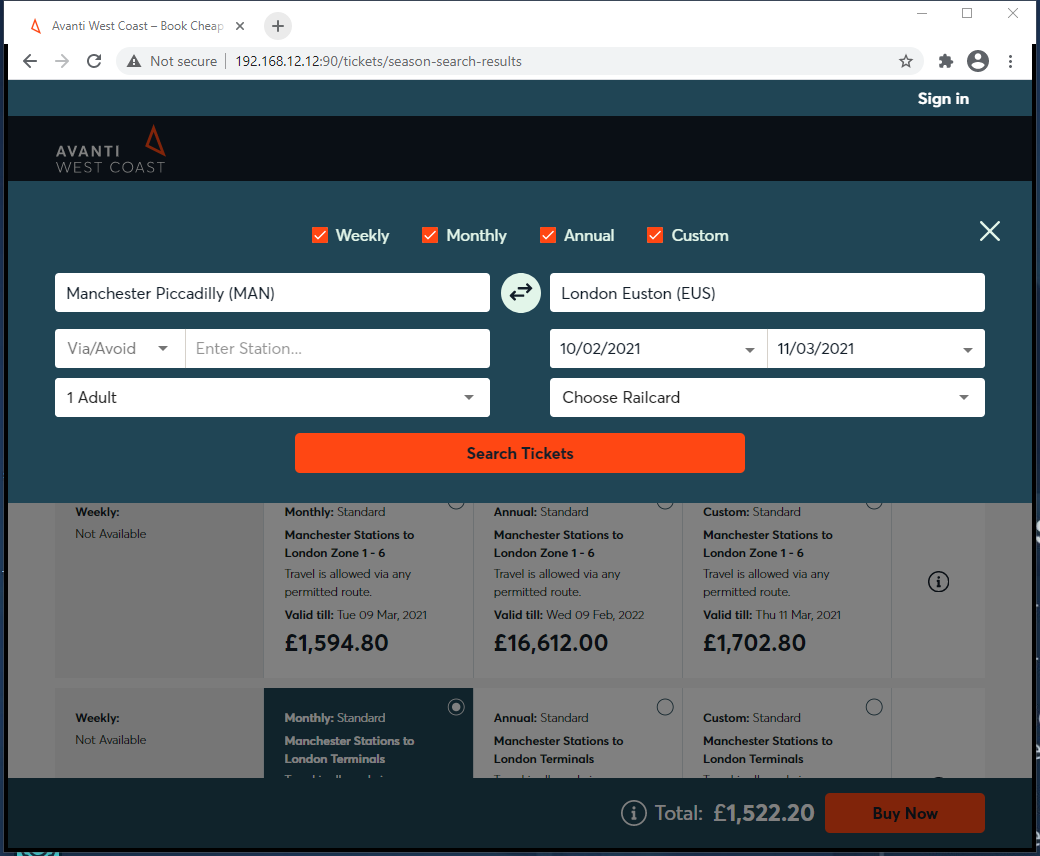 Avanti West Coast – Book Cheap
Not secure
192.168.12.12:90/tickets/season-search-results
Sign in
AVANTI
WEST COAST
Weekly
Monthly
Annual
Custom
Manchester Piccadilly (MAN)
London Euston (EUS)
Via/Avoid
Enter Station...
10/02/2021
11/03/2021
1 Adult
Choose Railcard
Search Tickets
Weekly:
Not Available
Monthly: Standard
Manchester Stations to
London Zone 1 - 6
Travel is allowed via any
permitted route.
Valid till: Tue 09 Mar, 2021
£1,594.80
Annual: Standard
Manchester Stations to
London Zone 1 - 6
Travel is allowed via any
permitted route.
Valid till: Wed 09 Feb, 2022
£16,612.00
Custom: Standard
Manchester Stations to
London Zone 1 - 6
Travel is allowed via any
permitted route.
Valid till: Thu 11 Mar, 2021
£1,702.80
Weekly:
Not Available
Monthly: Standard
Manchester Stations to
London Terminals
Annual: Standard
Manchester Stations to
London Terminals
Custom: Standard
Manchester Stations to
London Terminals
Total: £1,522.20
Buy Now